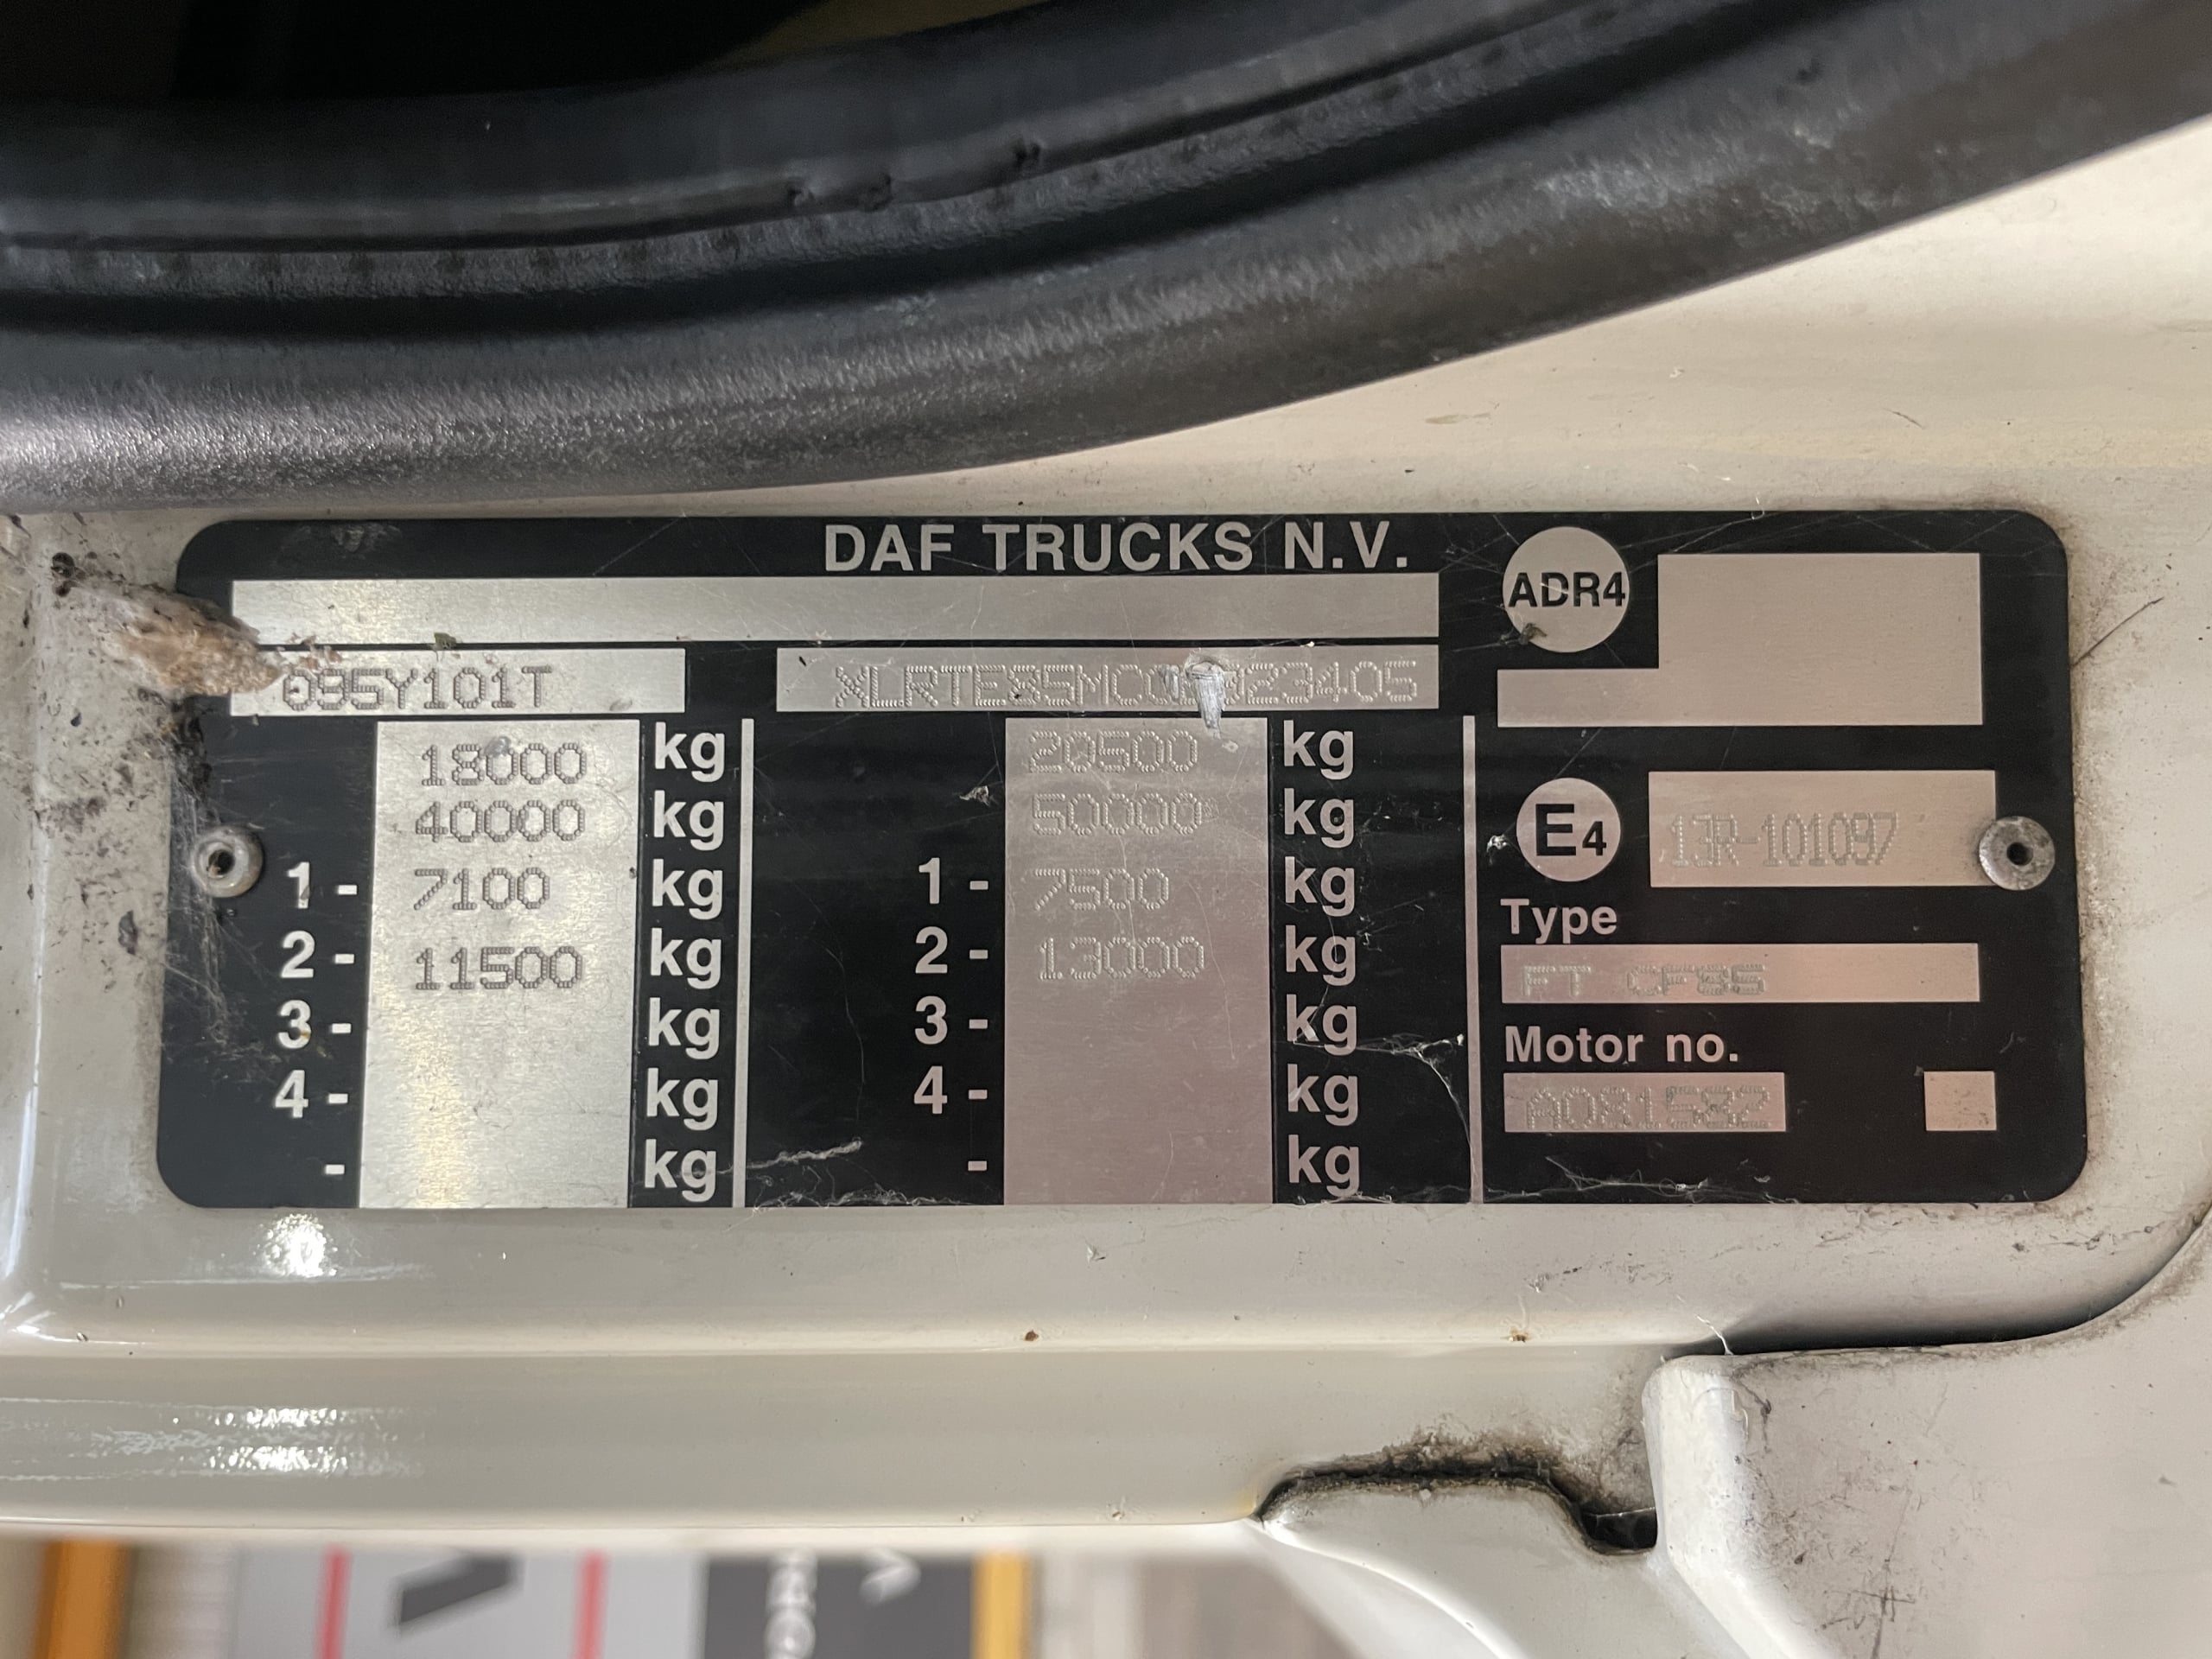 DAF TRUCKS N.V.
ADR4
095Y101T
18000 kg 20500 kg
40000 kg 50000 kg
1 - 7100 kg 1 - 7500 kg
2 - 11500 kg 2 - 13000 kg
3 - kg 3 - kg
4 - kg 4 - kg
- kg - kg
E4 13R-101097
Type
FT CF85
Motor no.
A081582